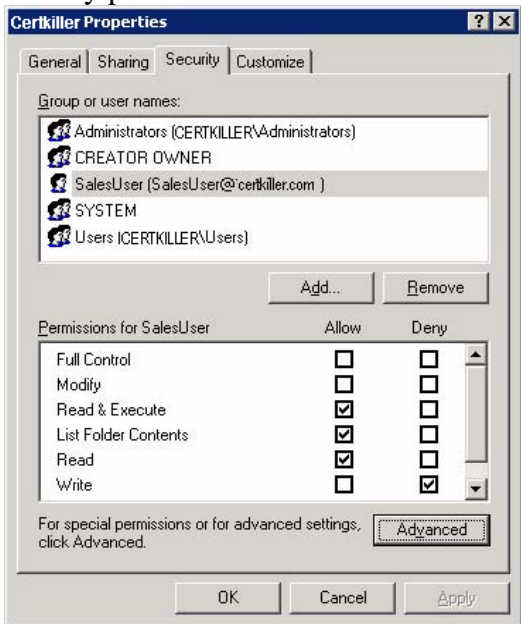 Certkiller Properties
General Sharing Security Customize
Group or user names:
Administrators (CERTKILLER\Administrators)
CREATOR OWNER
SalesUser (SalesUser@certkiller.com )
SYSTEM
Users (CERTKILLER\Users)
Add... Remove
Permissions for SalesUser Allow Deny
Full Control
Modify
Read & Execute
List Folder Contents
Read
Write
For special permissions or for advanced settings, click Advanced.
Advanced
OK Cancel Apply